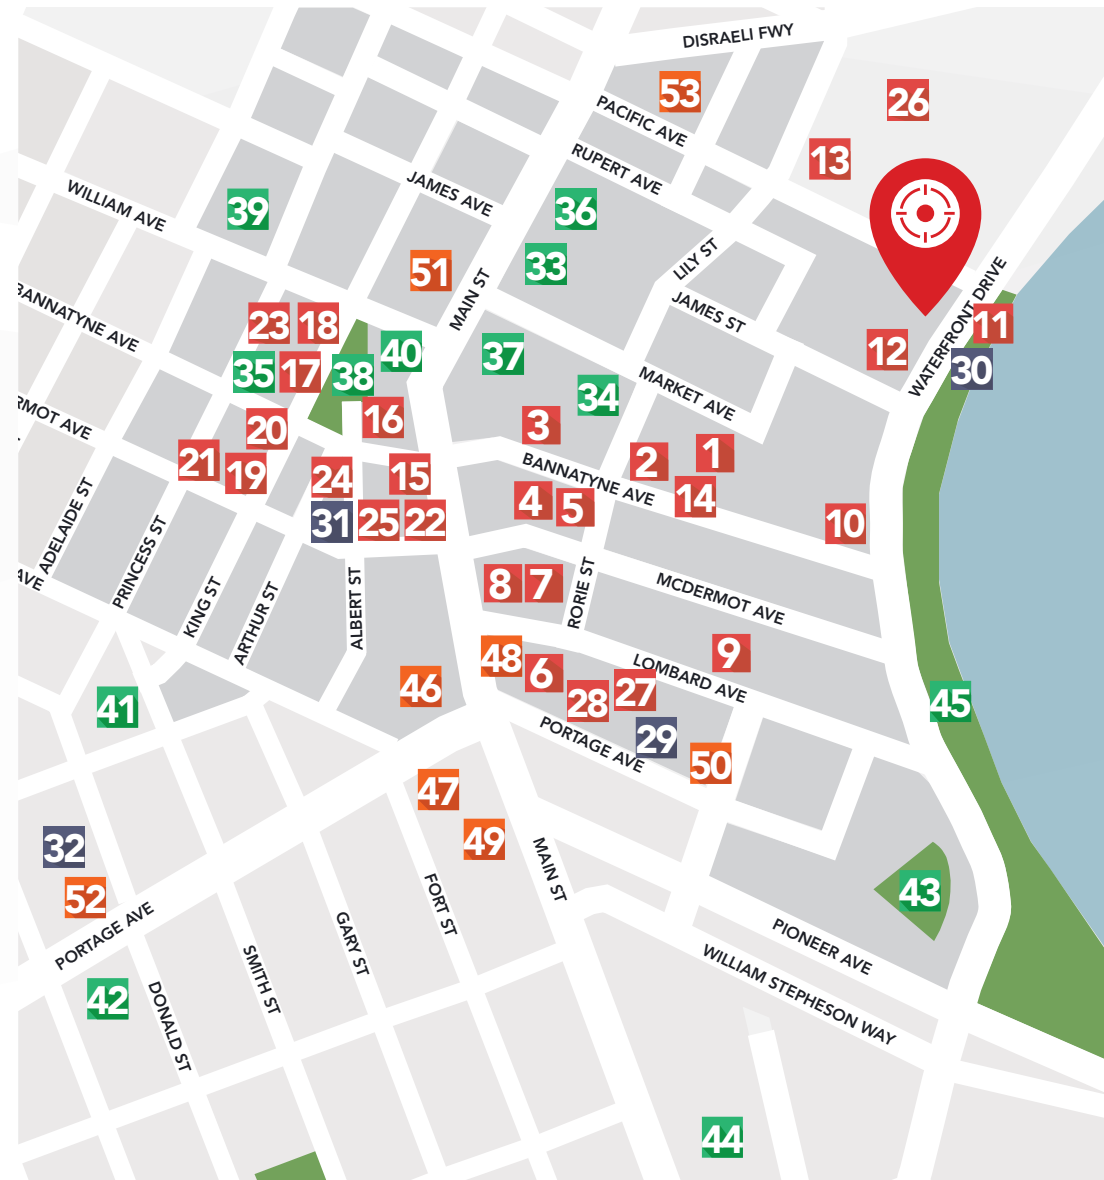 DISRAELI FWY
53
26
PACIFIC AVE
13
RUPERT AVE
WILLIAM AVE
JAMES AVE
39
36
51
33
LILY ST
MAIN ST
WATERFRONT DRIVE
BANNATYNE AVE
JAMES ST
23
18
11
40
37
12
35
17
38
30
34
MARKET AVE
RMOT AVE
16
20
3
21
19
24
15
BANNATYNE AVE
2
1
14
4
5
31
25
22
10
ADELAIDE ST
PRINCESS ST
AVE
KING ST
ARTHUR ST
ALBERT ST
8
7
RORIE ST
MCDERMOT AVE
48
6
9
LOMBARD AVE
46
28
27
41
45
PORTAGE AVE
29
50
47
49
32
MAIN ST
52
43
PORTAGE AVE
FORT ST
GARY ST
SMITH ST
PIONEER AVE
WILLIAM STEPHESON WAY
42
DONALD ST
44